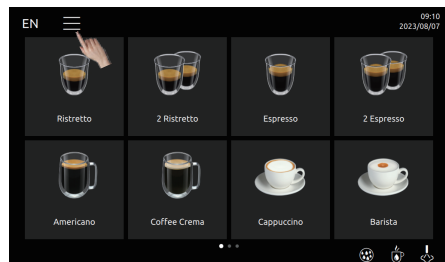 09:10
EN
2023/08/07
Ristretto
2 Ristretto
Espresso
2 Espresso
Americano
Coffee Crema
Cappuccino
Barista